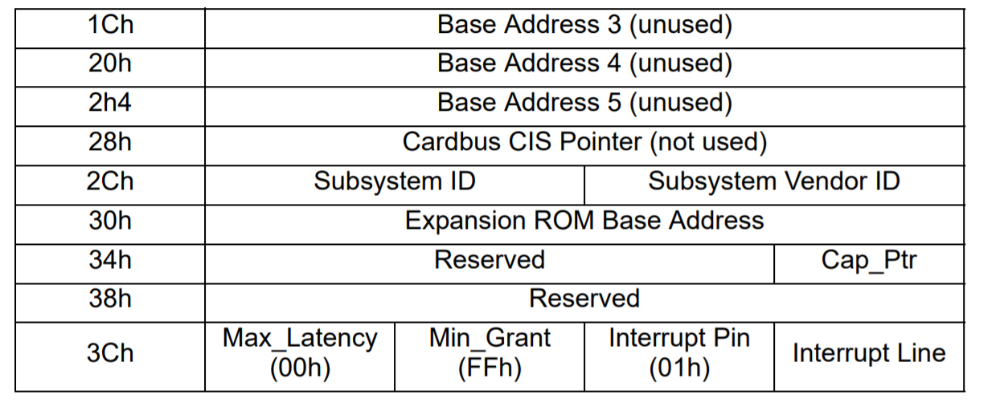 1Ch Base Address 3 (unused)
20h Base Address 4 (unused)
2h4 Base Address 5 (unused)
28h Cardbus CIS Pointer (not used)
2Ch Subsystem ID Subsystem Vendor ID
30h Expansion ROM Base Address
34h Reserved Cap_Ptr
38h Reserved
3Ch Max_Latency (00h) Min_Grant (FFh) Interrupt Pin (01h) Interrupt Line